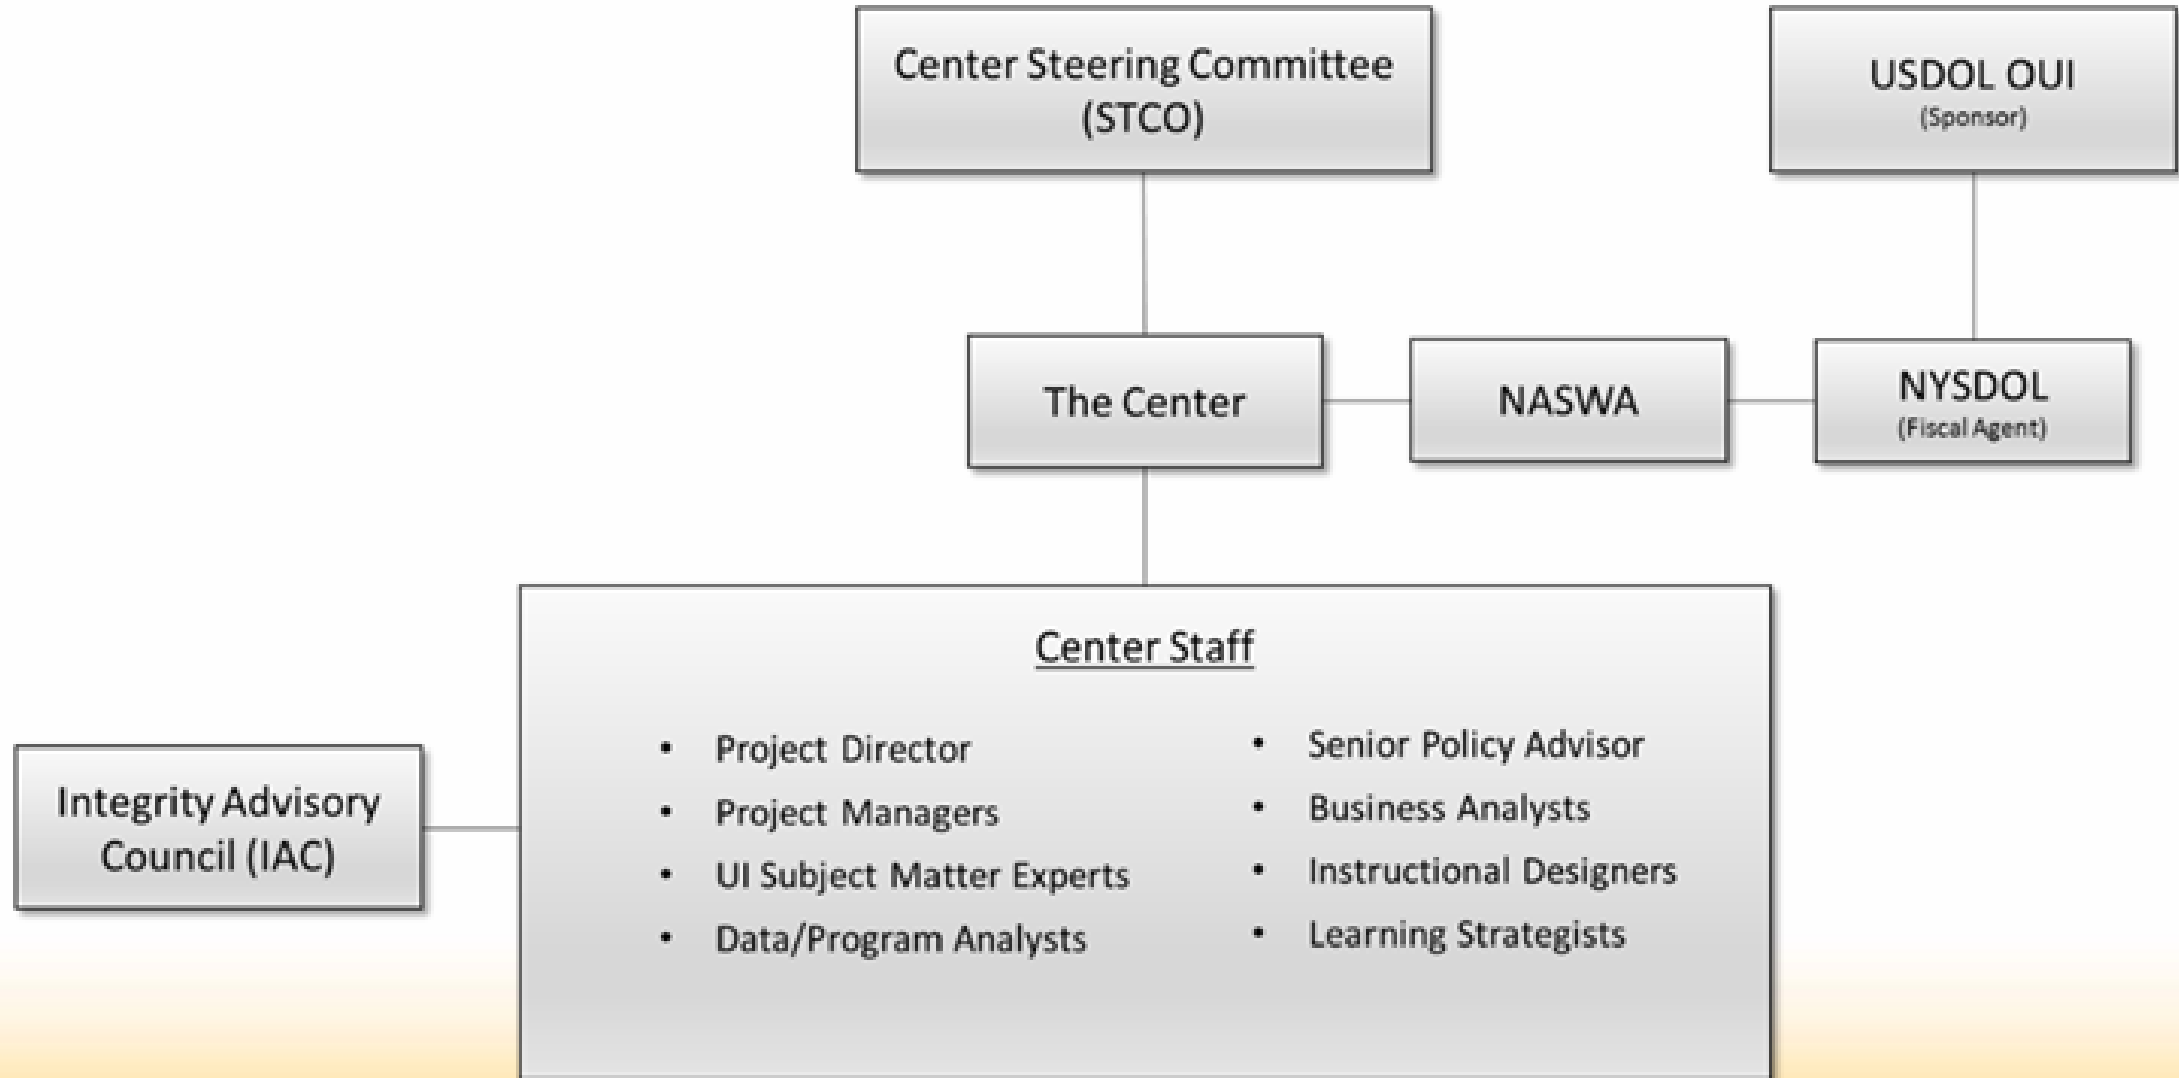 Center Steering Committee
(STCO)
USDOL OUI
(Sponsor)
The Center
NASWA
NYSDOL
(Fiscal Agent)
Center Staff
• Project Director
• Project Managers
• UI Subject Matter Experts
• Data/Program Analysts
• Senior Policy Advisor
• Business Analysts
• Instructional Designers
• Learning Strategists
Integrity Advisory
Council (IAC)